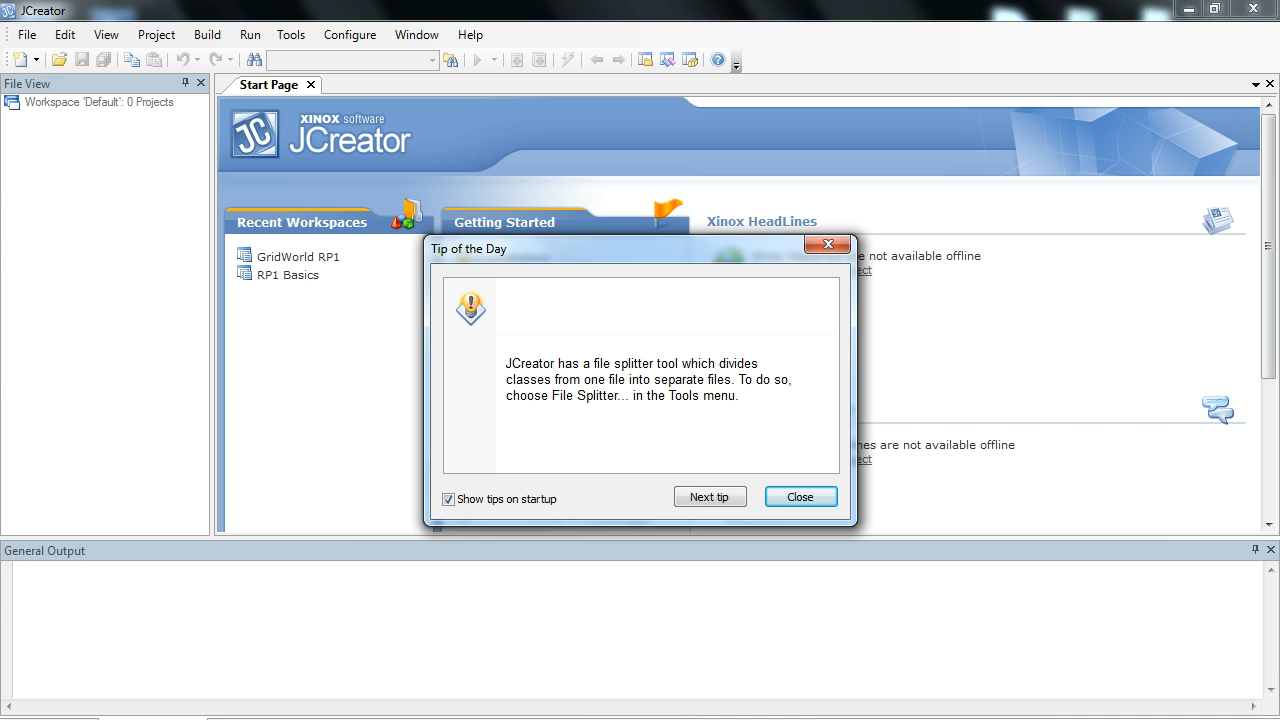 JCreator
File Edit View Project Build Run Tools Configure Window Help
File View
Workspace 'Default': 0 Projects
Start Page
XINOX software
JCreator
Recent Workspaces
GridWorld RP1
RP1 Basics
Getting Started
Xinox HeadLines
not available offline
are not available offline
Tip of the Day
JCreator has a file splitter tool which divides
classes from one file into separate files. To do so,
choose File Splitter... in the Tools menu.
Show tips on startup
Next tip
Close
General Output